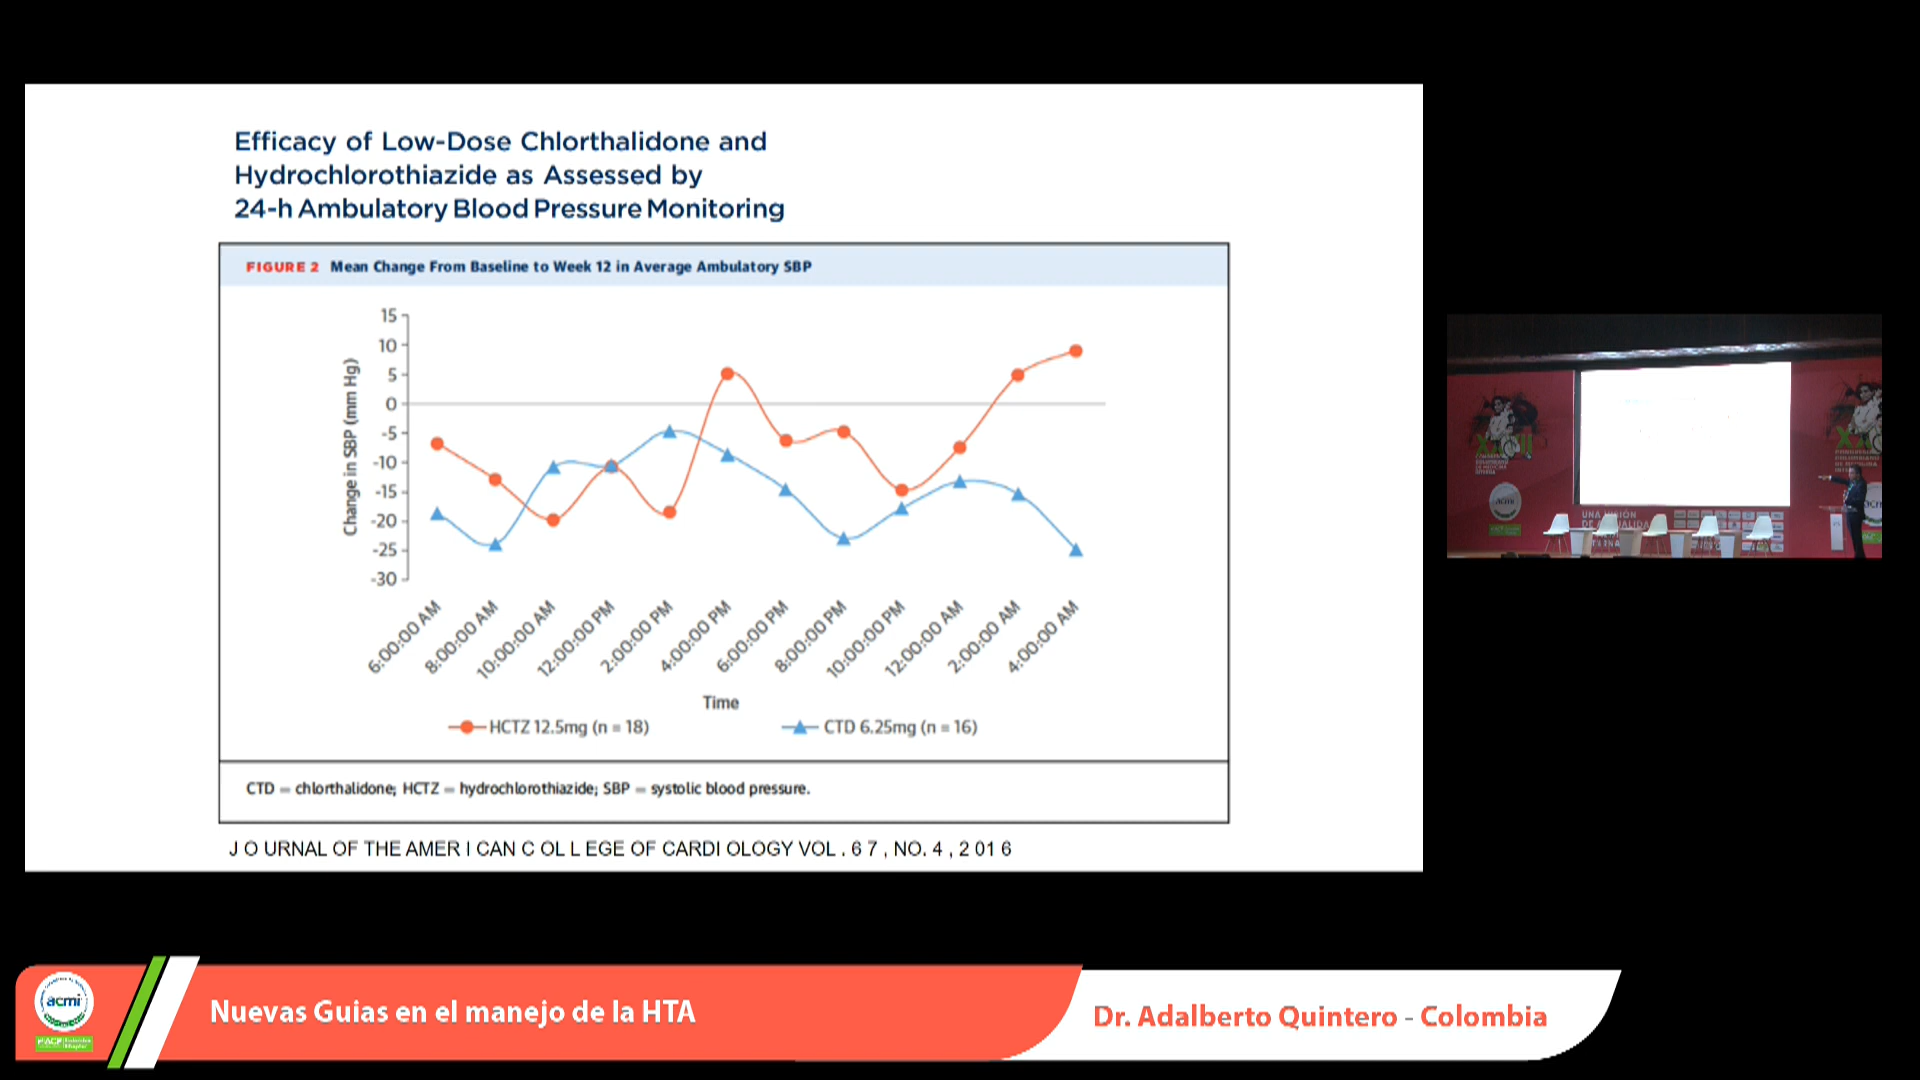 Efficacy of Low-Dose Chlorthalidone and
Hydrochlorothiazide as Assessed by
24-h Ambulatory Blood Pressure Monitoring
FIGURE 2 Mean Change From Baseline to Week 12 in Average Ambulatory SBP
Change in SBP (mm Hg)
15
10
5
0
-5
-10
-15
-20
-25
-30
6:00:00 AM
8:00:00 AM
10:00:00 AM
12:00:00 PM
2:00:00 PM
4:00:00 PM
6:00:00 PM
8:00:00 PM
10:00:00 PM
12:00:00 AM
2:00:00 AM
4:00:00 AM
Time
HCTZ 12.5mg (n = 18)
CTD 6.25mg (n = 16)
CTD = chlorthalidone; HCTZ = hydrochlorothiazide; SBP = systolic blood pressure.
J O URNAL OF THE AMER I CAN C OL L EGE OF CARDI OLOGY VOL . 6 7 , NO. 4 , 2 01 6
acmi
UNA VISIÓN
acmi
Nuevas Guias en el manejo de la HTA
Dr. Adalberto Quintero - Colombia